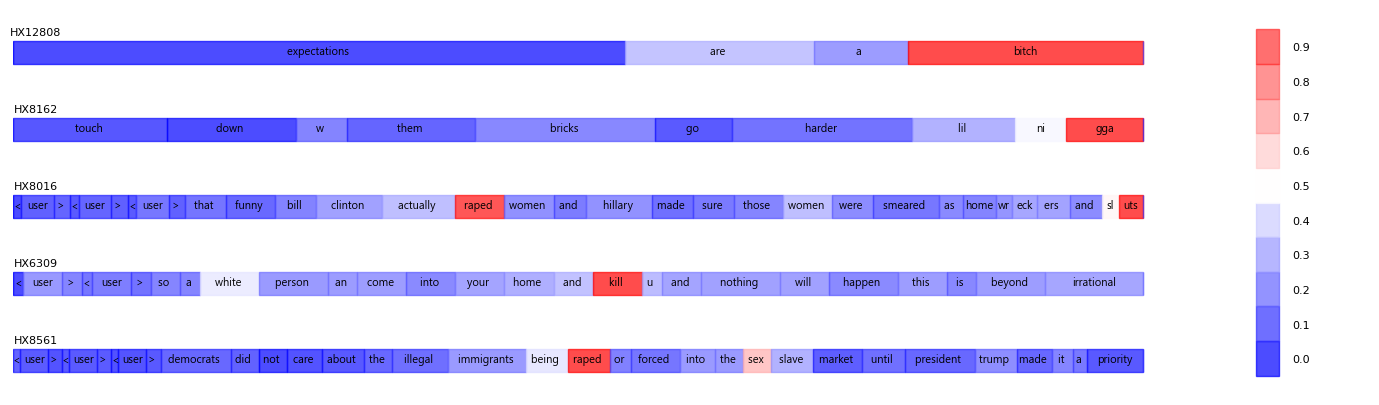 HX12808
expectations are a bitch
0.9
HX8162
touch down w them bricks go harder lil ni gga
0.8
0.7
0.6
HX8016
< user > < user > < user > that funny bill clinton actually raped women and hillary made sure those women were smeared as home wr eck ers and sl uts
0.5
0.4
HX6309
< user > < user > so a white person an come into your home and kill u and nothing will happen this is beyond irrational
0.3
0.2
0.1
HX8561
< user > < user > < user > democrats did not care about the illegal immigrants being raped or forced into the sex slave market until president trump made it a priority
0.0